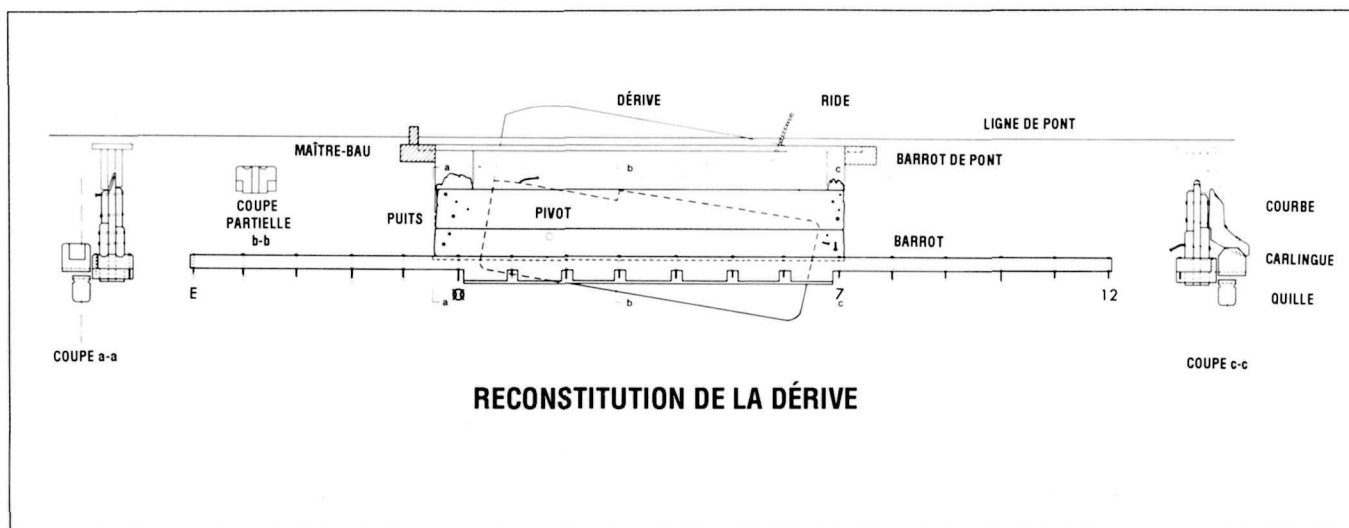 DÉRIVE
RIDE
LIGNE DE PONT
MAÎTRE-BAU
BARROT DE PONT
a
b
c
COUPE
PARTIELLE
b-b
PUITS
PIVOT
COURBE
BARROT
CARLINGUE
E
a
b
7
c
12
QUILLE
COUPE a-a
COUPE c-c
RECONSTITUTION DE LA DÉRIVE